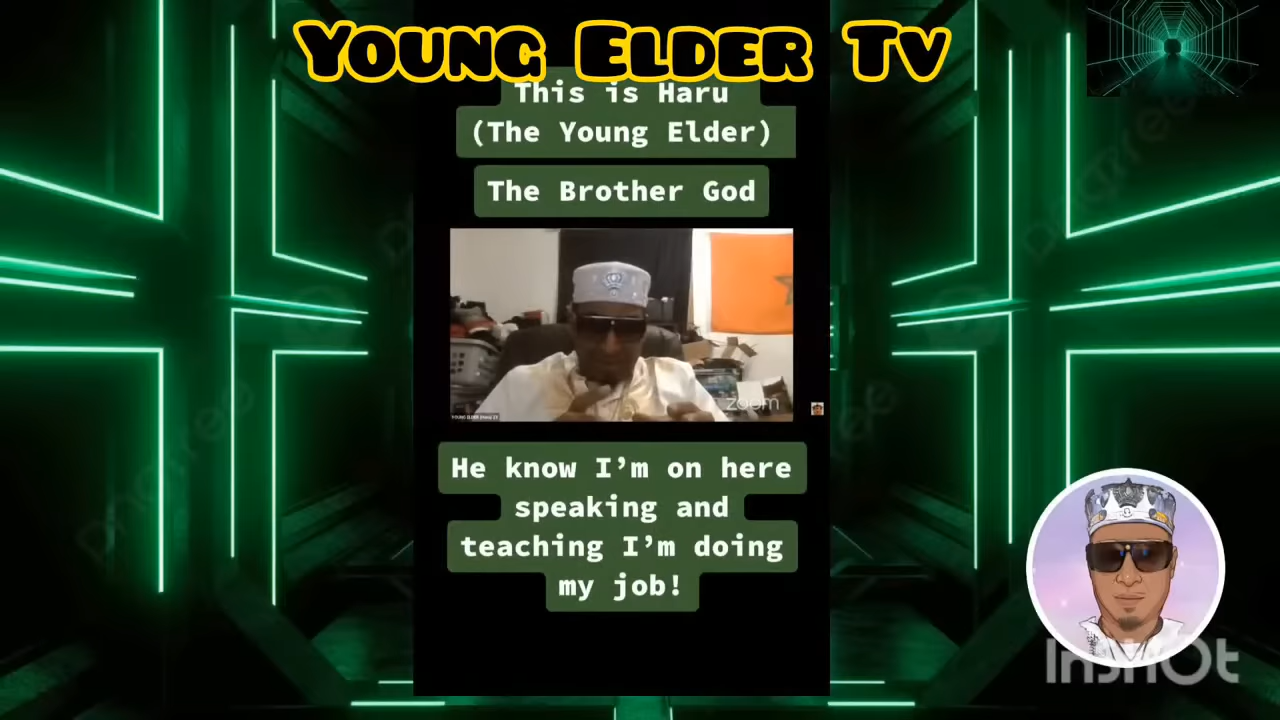 Young Elder Tv
This is Haru
(The Young Elder)
The Brother God
zoom
He know I’m on here
speaking and
teaching I’m doing
my job!
InShOt